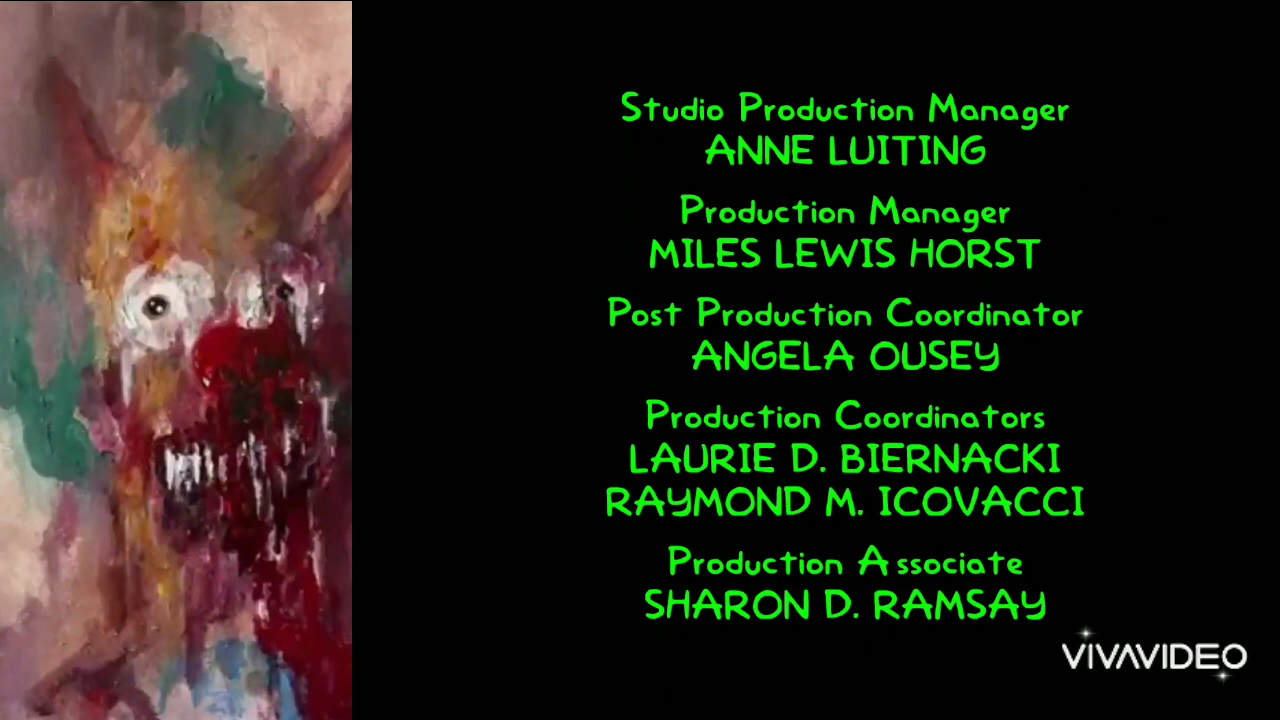 Studio Production Manager
ANNE LUITING
Production Manager
MILES LEWIS HORST
Post Production Coordinator
ANGELA OUSEY
Production Coordinators
LAURIE D. BIERNACKI
RAYMOND M. ICOVACCI
Production Associate
SHARON D. RAMSAY
VIVAVIDEO